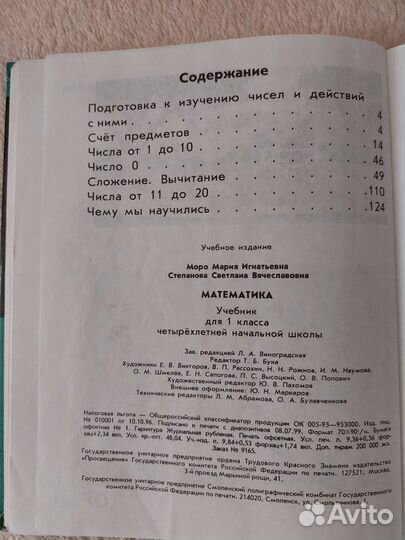 Содержание
Подготовка к изучению чисел и действий
с ними . . . . . . . . . . . . 4
Счёт предметов . . . . . . . . . 4
Числа от 1 до 10 . . . . . . . . . 14
Число 0 . . . . . . . . . . . 46
Сложение. Вычитание . . . . . . . 49
Числа от 11 до 20 . . . . . . . . 110
Чему мы научились . . . . . . . . 124
Учебное издание
Моро Мария Игнатьевна
Степанова Светлана Вячеславовна
МАТЕМАТИКА
Учебник
для 1 класса
четырёхлетней начальной школы
Зав. редакцией Л. А. Виноградская
Редактор Т. Б. Бука
Художники Е. В. Викторов, В. П. Рассохин, Н. Н. Рожнов, И. М. Наумова,
О. М. Шмелёв, Е. Н. Сапогова, П. С. Высоцкий, О. В. Попович
Художественный редактор Ю. В. Пахомов
Внешнее оформление Ю. Н. Маркаров
Технические редакторы Л. М. Абрамова, О. А. Булавченкова
Налоговая льгота — Общероссийский классификатор продукции ОК 005-93—953000. Изд. лиц.
№ 010001 от 10.10.96. Подписано к печати с диапозитивов 08.07.99. Формат 70×90 1/16. Бумага
офсетная № 1. Гарнитура Журнальная рубленая. Печать офсетная. Усл. печ. л. 9,36+0,36 фор-
зац+2,34 вкл. Усл. кр.-отт. 48,04. Уч.-изд. л. 9,84+0,53 форзац+1,74 вкл. Доп. тираж 200 000 экз.
Заказ № 9165.
Государственное унитарное предприятие ордена Трудового Красного Знамени издательство
«Просвещение» Государственного комитета Российской Федерации по печати. 127521, Москва,
3-й проезд Марьиной рощи, 41.
Государственное унитарное предприятие Смоленский полиграфический комбинат Государственного
комитета Российской Федерации по печати. 214020, Смоленск, ул. Смольянинова, 1.
Avito